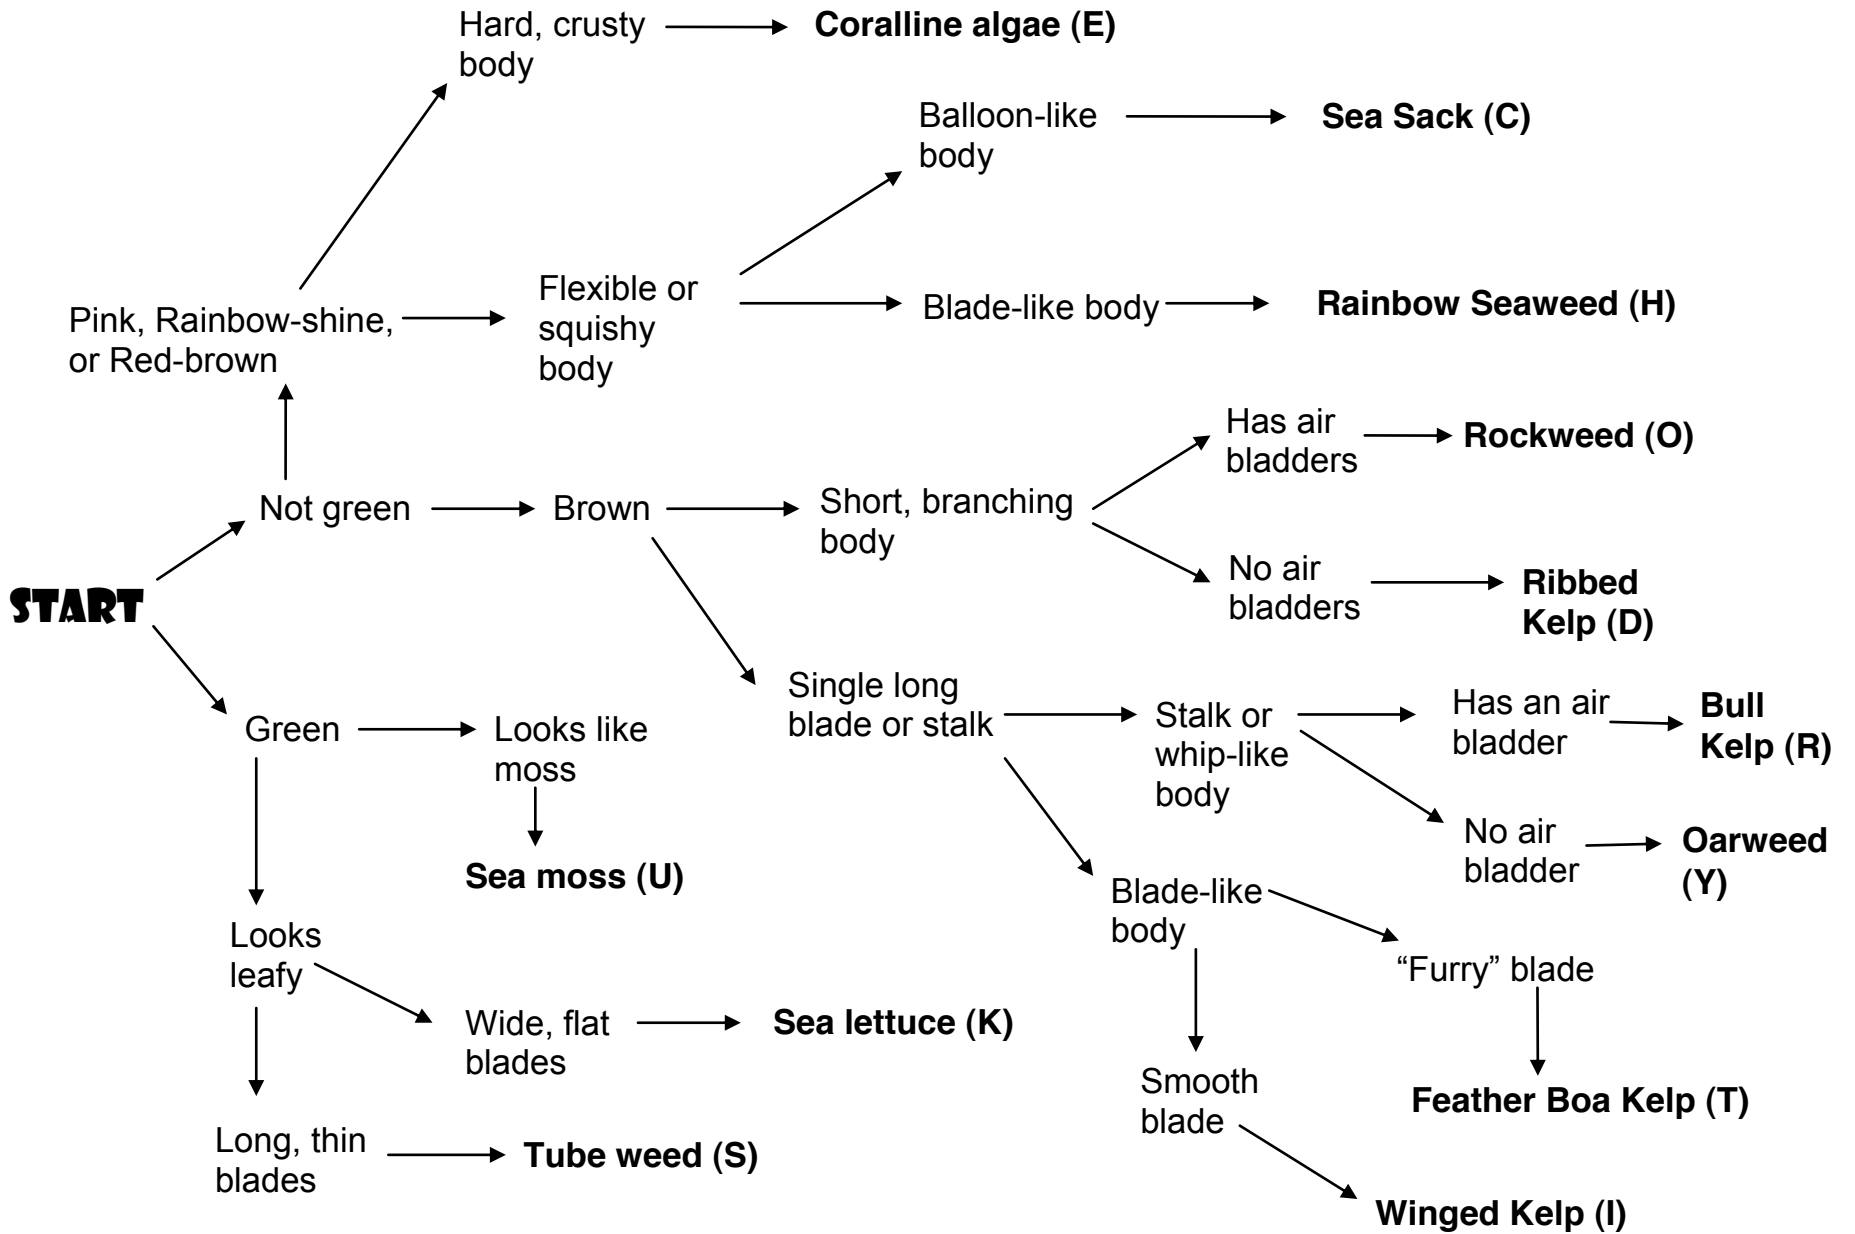 Hard, crusty
body
Coralline algae (E)
Balloon-like
body
Sea Sack (C)
Pink, Rainbow-shine,
or Red-brown
Flexible or
squishy
body
Blade-like body
Rainbow Seaweed (H)
Has air
bladders
Rockweed (O)
Not green
Brown
Short, branching
body
No air
bladders
Ribbed
Kelp (D)
START
Single long
blade or stalk
Stalk or
whip-like
body
Has an air
bladder
Bull
Kelp (R)
Green
Looks like
moss
No air
bladder
Oarweed
(Y)
Sea moss (U)
Blade-like
body
Looks
leafy
“Furry” blade
Wide, flat
blades
Sea lettuce (K)
Smooth
blade
Feather Boa Kelp (T)
Long, thin
blades
Tube weed (S)
Winged Kelp (I)